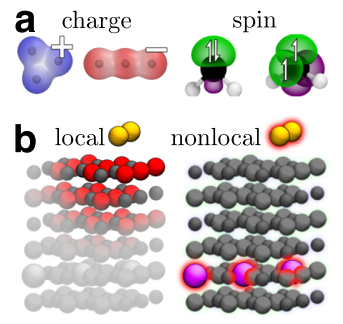 a charge spin
+ −
b local nonlocal